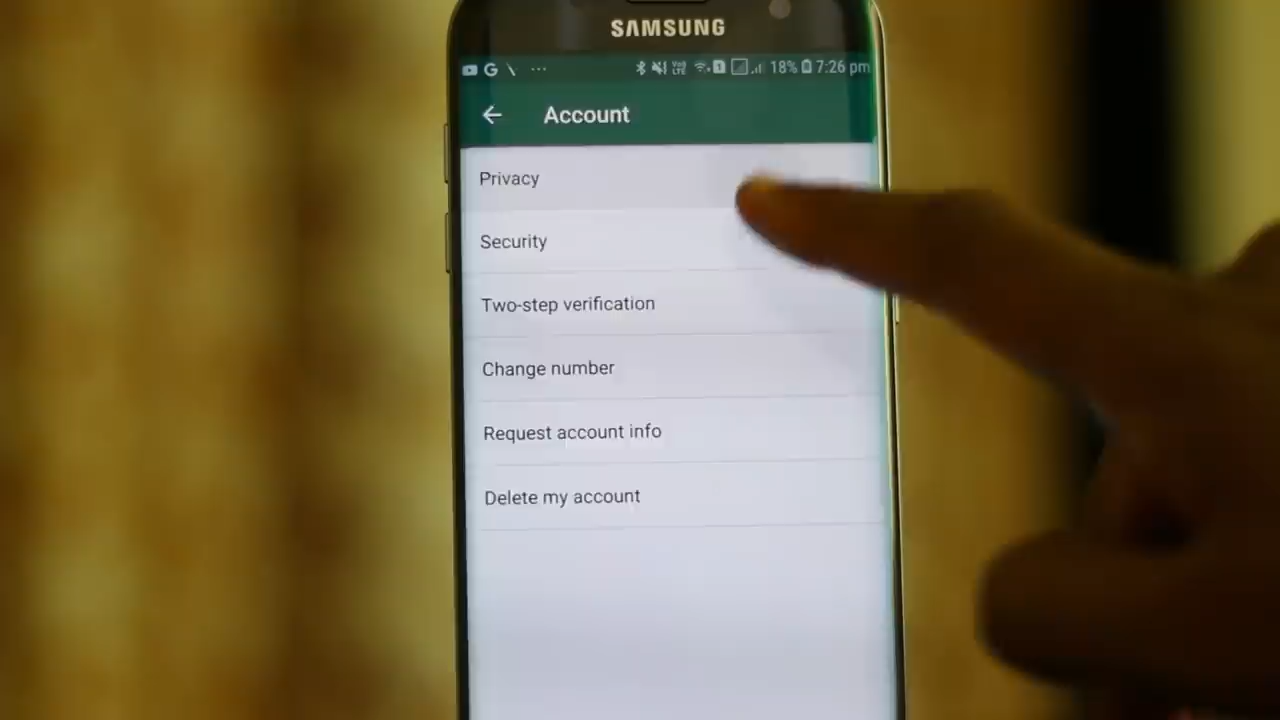 SAMSUNG
G 18% 7:26 pm
Account
Privacy
Security
Two-step verification
Change number
Request account info
Delete my account